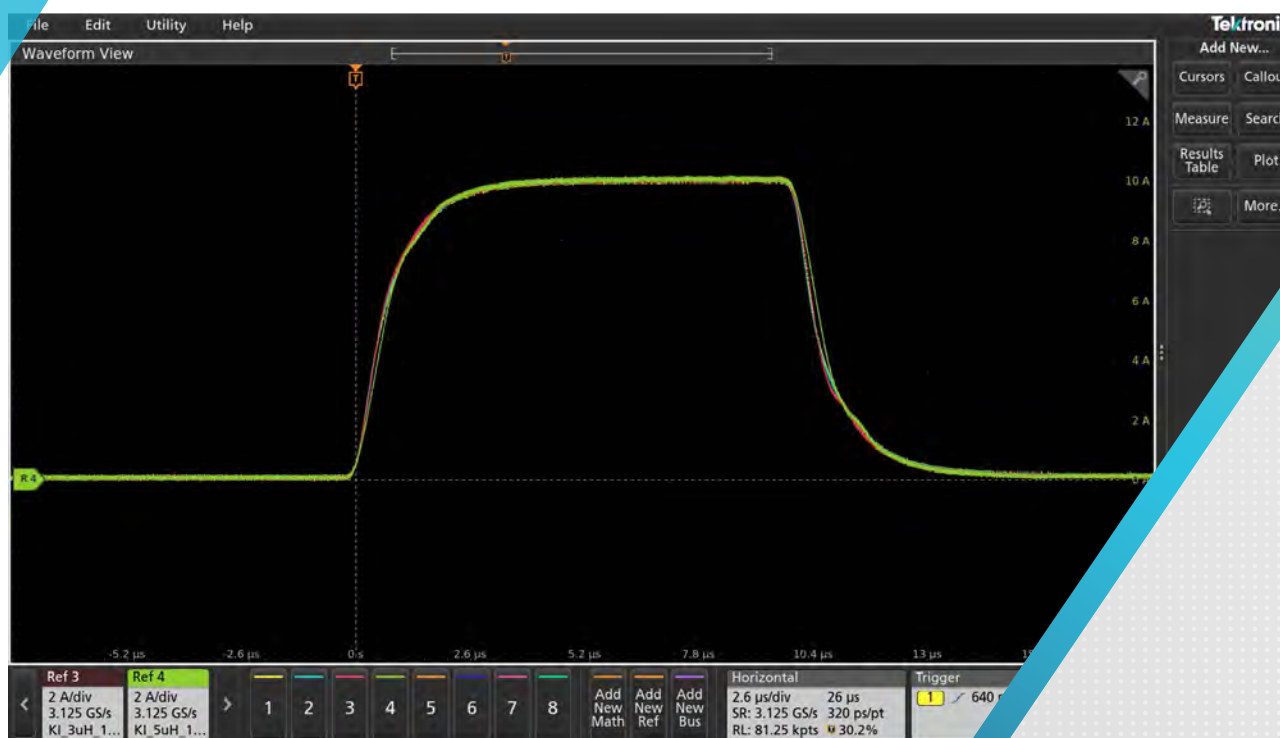 File Edit Utility Help
Tektronix
Waveform View
Add New...
Cursors
Measure
Results
Table
Plot
More...
T
T
12 A
10 A
8 A
6 A
4 A
2 A
0 A
R4
-5.2 µs -2.6 µs 0 s 2.6 µs 5.2 µs 7.8 µs 10.4 µs 13 µs
Ref 3
2 A/div
3.125 GS/s
KI_3uH_1...
Ref 4
2 A/div
3.125 GS/s
KI_5uH_1...
1 2 3 4 5 6 7 8
Add
New
Math
Add
New
Ref
Add
New
Bus
Horizontal
2.6 µs/div 26 µs
SR: 3.125 GS/s 320 ps/pt
RL: 81.25 kpts 30.2%
Trigger
1 640